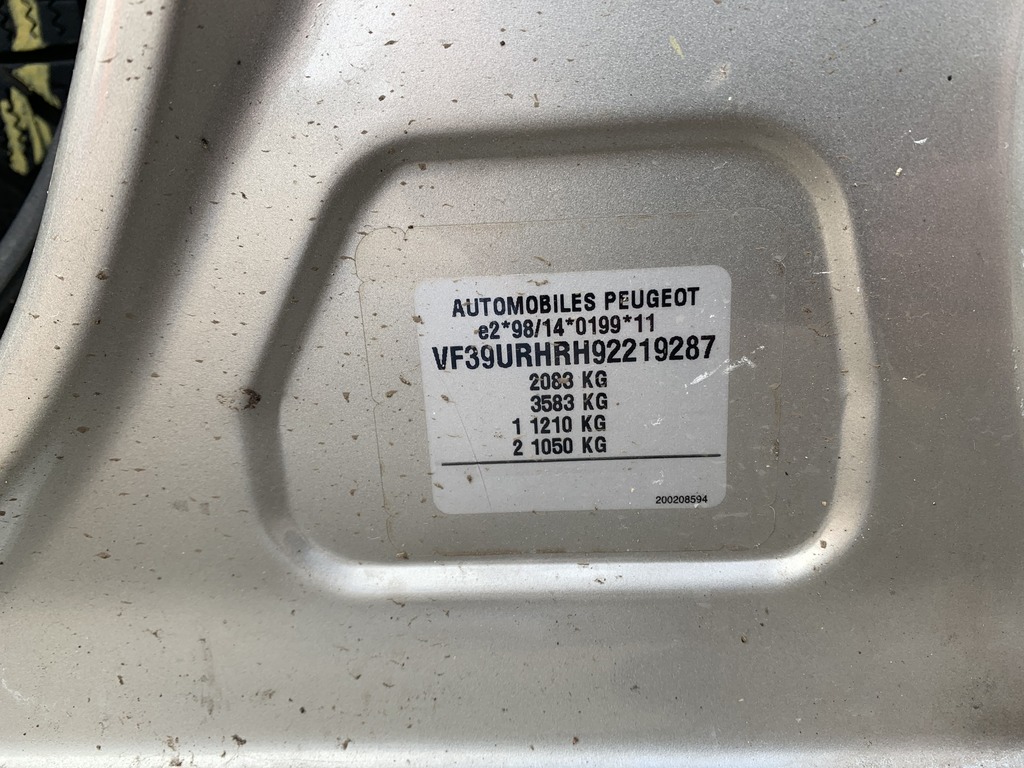 AUTOMOBILES PEUGEOT
e2*98/14*0199*11
VF39URHRH92219287
2083 KG
3583 KG
1 1210 KG
2 1050 KG
200208594